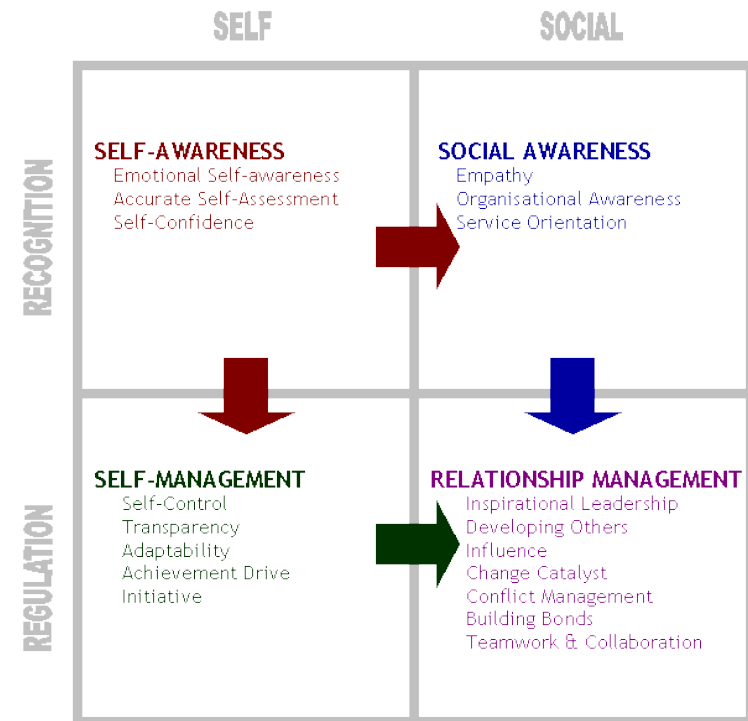 SELF
SOCIAL
RECOGNITION
SELF-AWARENESS
Emotional Self-awareness
Accurate Self-Assessment
Self-Confidence
SOCIAL AWARENESS
Empathy
Organisational Awareness
Service Orientation
REGULATION
SELF-MANAGEMENT
Self-Control
Transparency
Adaptability
Achievement Drive
Initiative
RELATIONSHIP MANAGEMENT
Inspirational Leadership
Developing Others
Influence
Change Catalyst
Conflict Management
Building Bonds
Teamwork & Collaboration